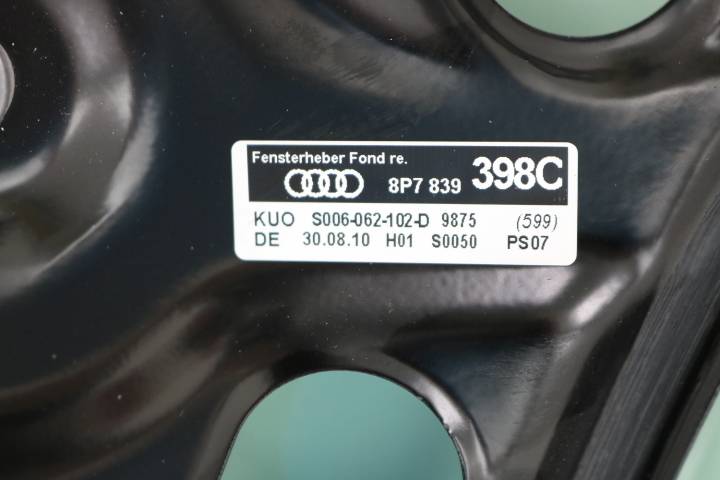 Fensterheber Fond re.
8P7 839 398C
KUO S006-062-102-D 9875 (599)
DE 30.08.10 H01 S0050 PS07